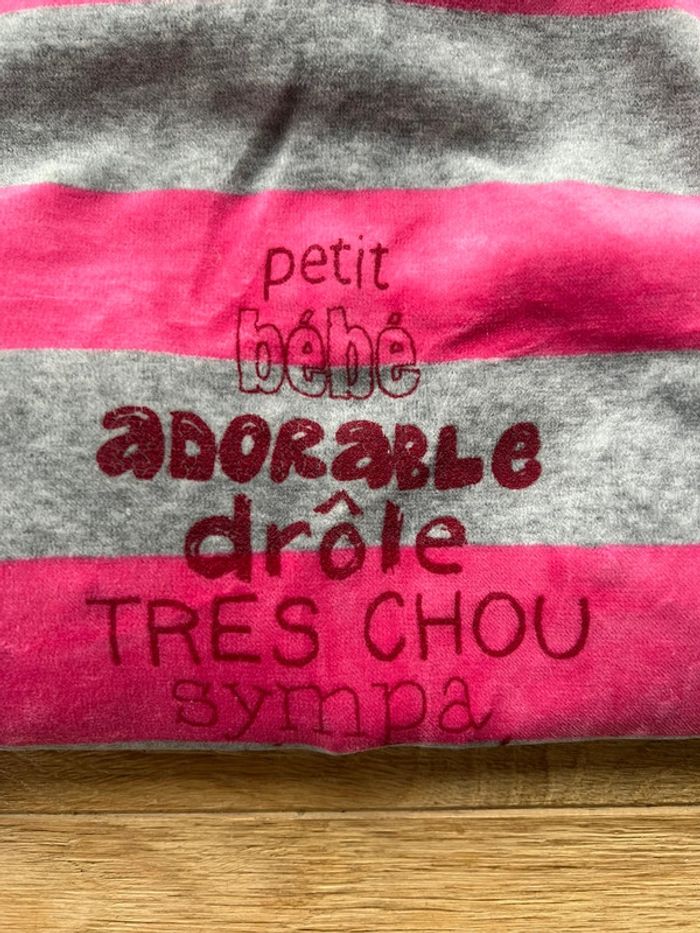 petit
bébé
ADORABLE
drôle
TRES CHOU
sympa